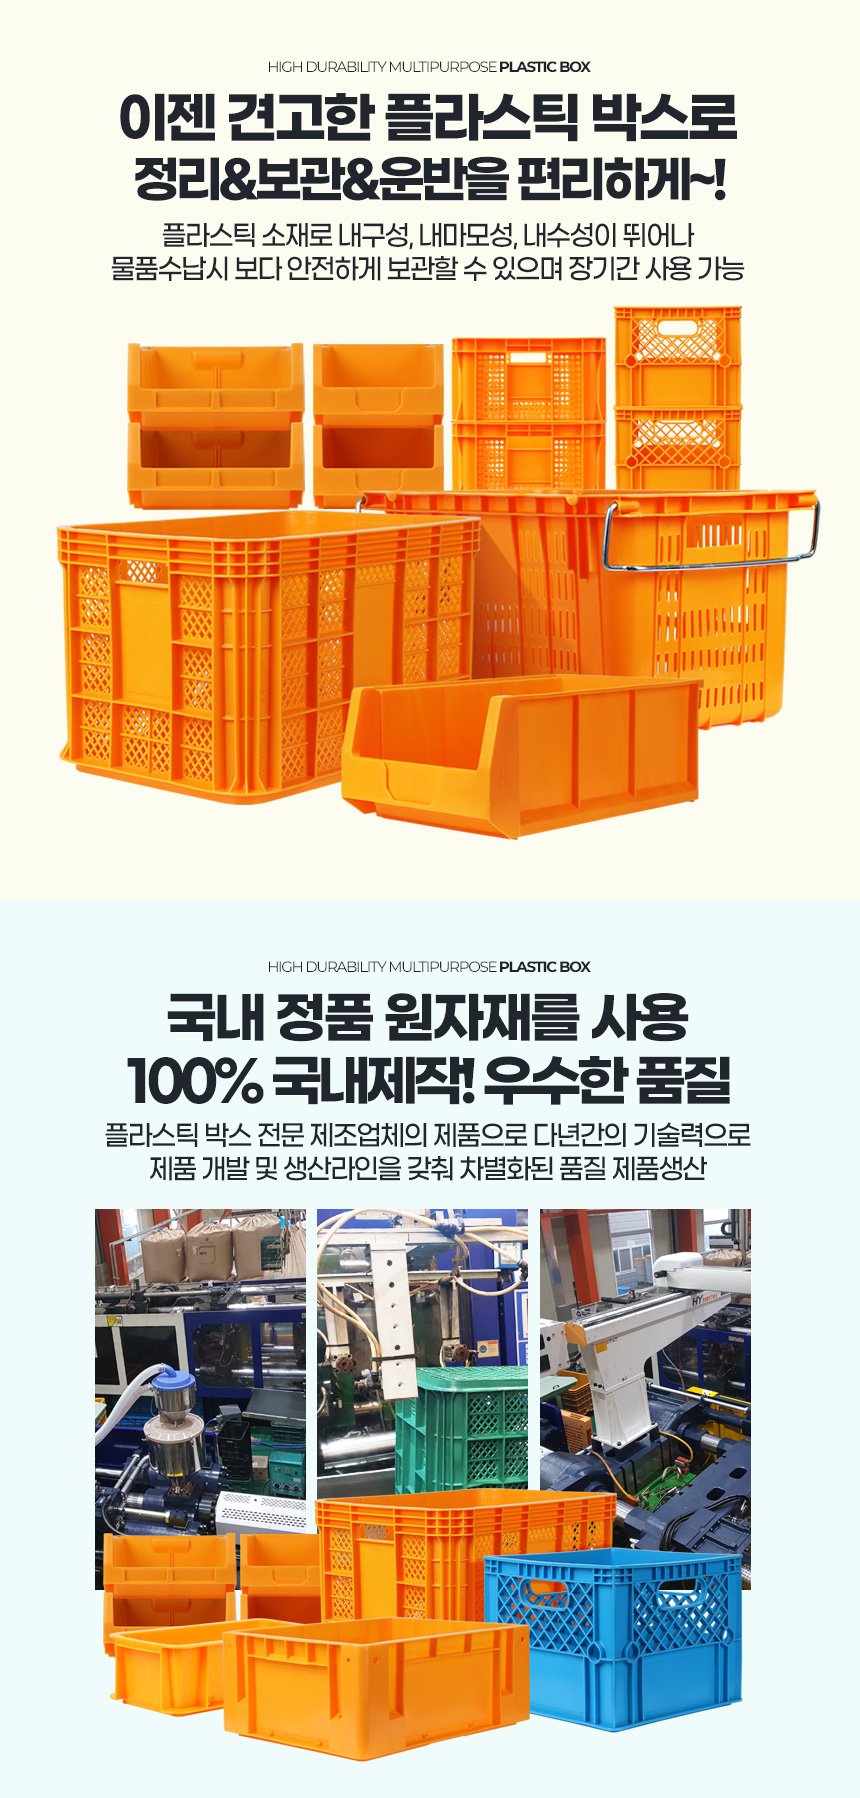 HIGH DURABILITY MULTIPURPOSE PLASTIC BOX
이젠 견고한 플라스틱 박스로
정리&보관&운반을 편리하게~!
플라스틱 소재로 내구성, 내마모성, 내수성이 뛰어나
물품수납시 보다 안전하게 보관할 수 있으며 장기간 사용 가능
HIGH DURABILITY MULTIPURPOSE PLASTIC BOX
국내 정품 원자재를 사용
100% 국내제작! 우수한 품질
플라스틱 박스 전문 제조업체의 제품으로 다년간의 기술력으로
제품 개발 및 생산라인을 갖춰 차별화된 품질 제품생산
HY